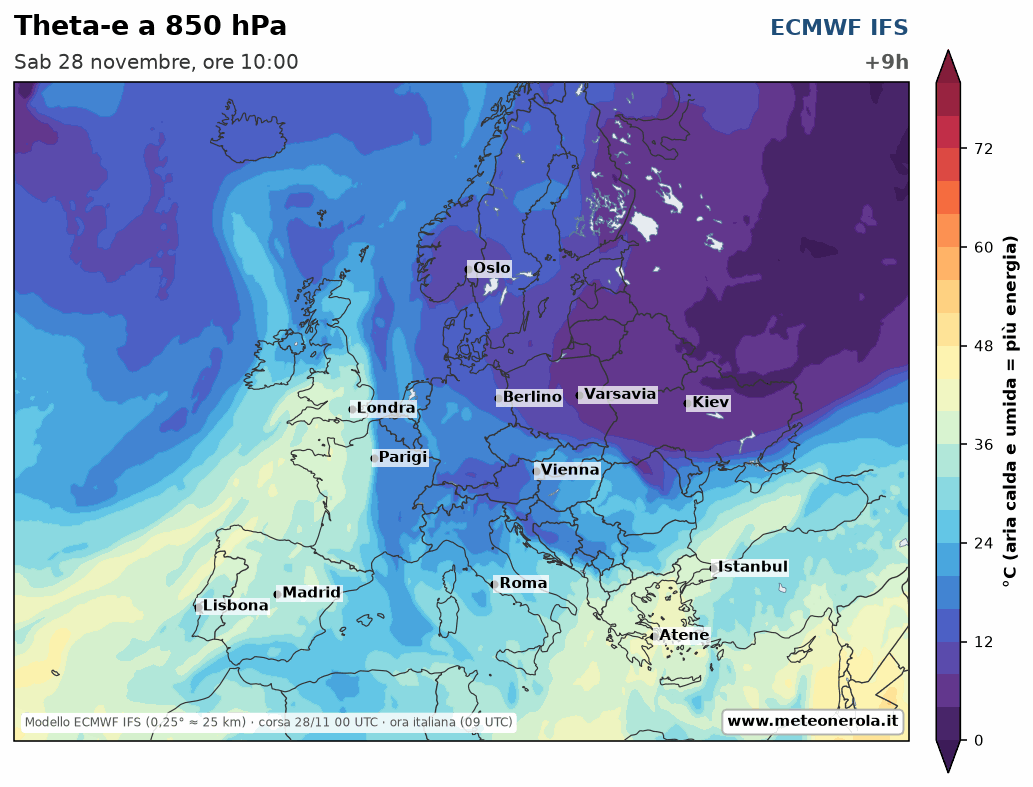 Theta-e a 850 hPa
ECMWF IFS
Sab 28 novembre, ore 10:00
+9h
72
60
48
36
24
12
0
°C (aria calda e umida = più energia)
Oslo
Berlino
Varsavia
Kiev
Londra
Parigi
Vienna
Istanbul
Roma
Madrid
Lisbona
Atene
Modello ECMWF IFS (0,25° ≈ 25 km) · corsa 28/11 00 UTC · ora italiana (09 UTC)
www.meteonerola.it